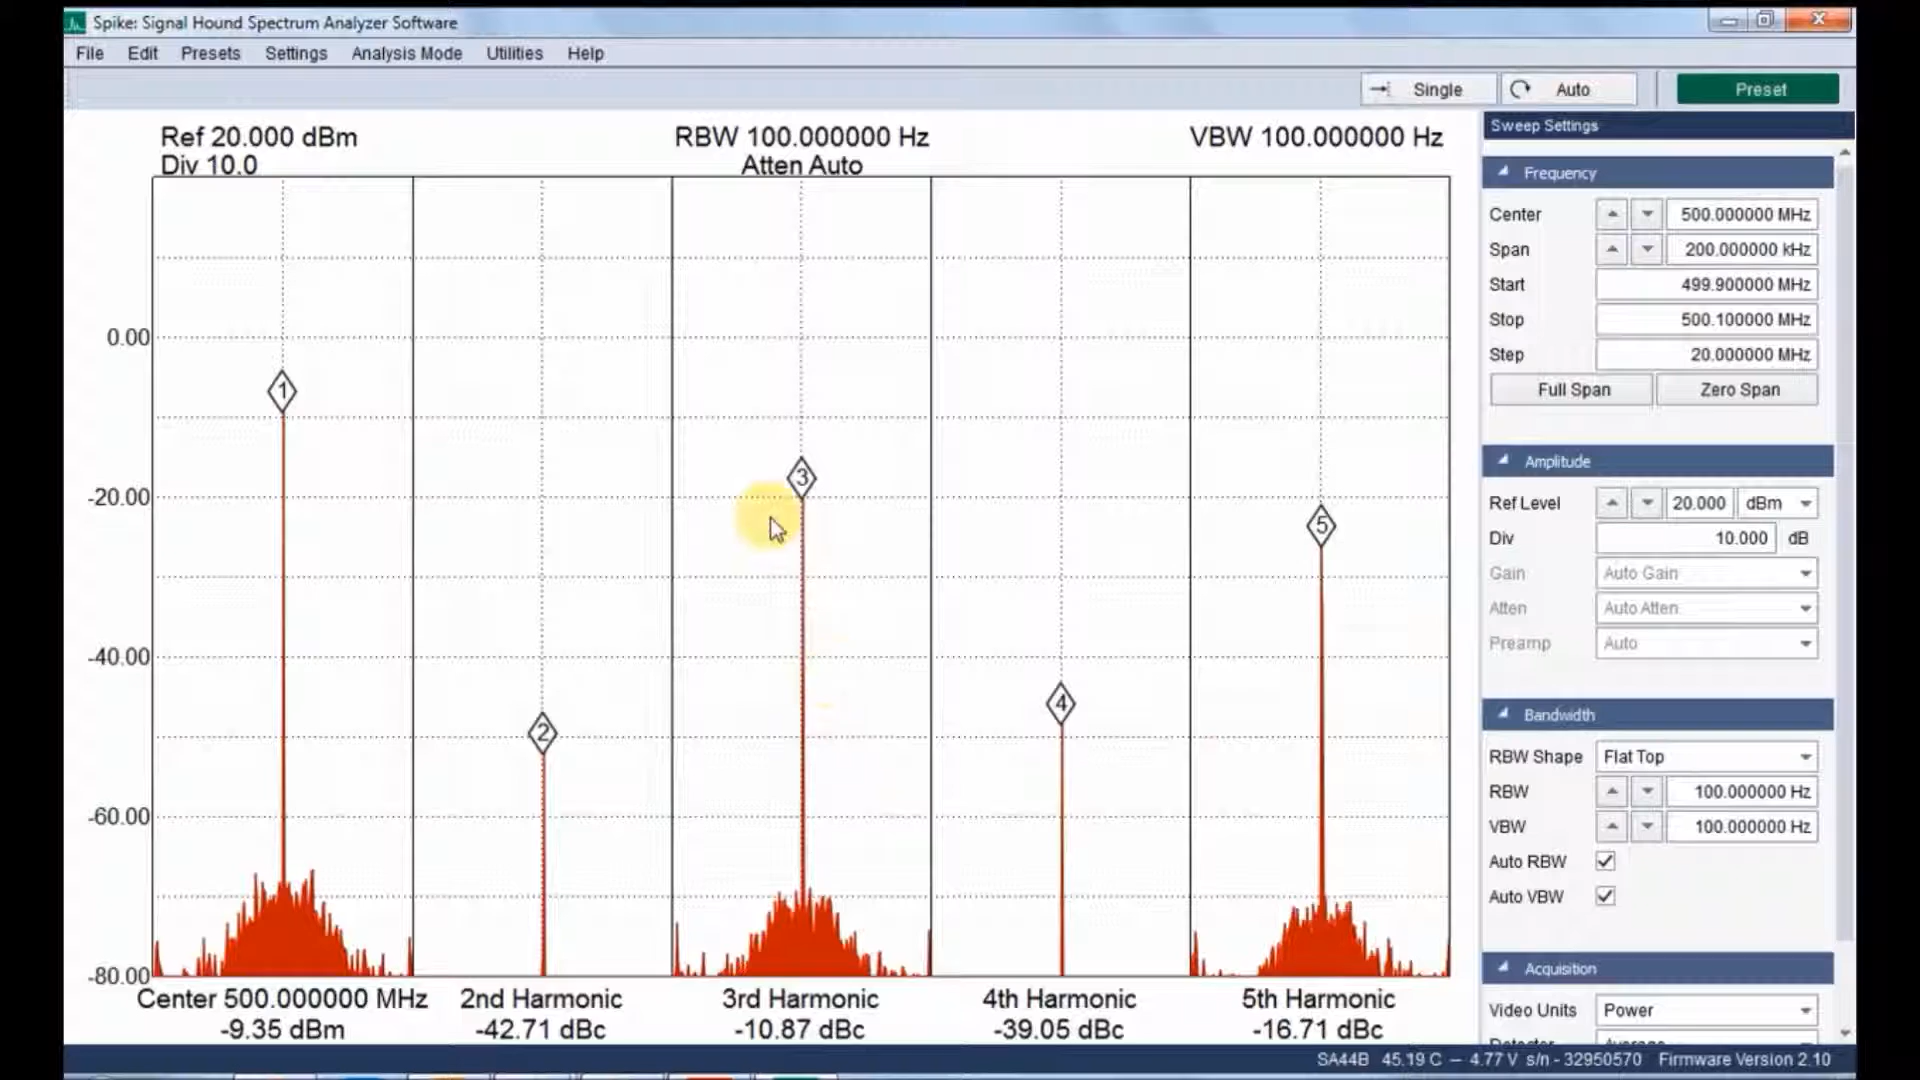 Spike: Signal Hound Spectrum Analyzer Software
File Edit Presets Settings Analysis Mode Utilities Help
Single Auto Preset
Ref 20.000 dBm RBW 100.000000 Hz VBW 100.000000 Hz
Div 10.0 Atten Auto
0.00
-20.00
-40.00
-60.00
-80.00
1
2
3
4
5
Center 500.000000 MHz 2nd Harmonic 3rd Harmonic 4th Harmonic 5th Harmonic
-9.35 dBm -42.71 dBc -10.87 dBc -39.05 dBc -16.71 dBc
Sweep Settings
Frequency
Center 500.000000 MHz
Span 200.000000 kHz
Start 499.900000 MHz
Stop 500.100000 MHz
Step 20.000000 MHz
Full Span Zero Span
Amplitude
Ref Level 20.000 dBm
Div 10.000 dB
Gain Auto Gain
Atten Auto Atten
Preamp Auto
Bandwidth
RBW Shape Flat Top
RBW 100.000000 Hz
VBW 100.000000 Hz
Auto RBW
Auto VBW
Acquisition
Video Units Power
SA44B 45.19 C – 4.77 V s/n - 32950570 Firmware Version 2.10